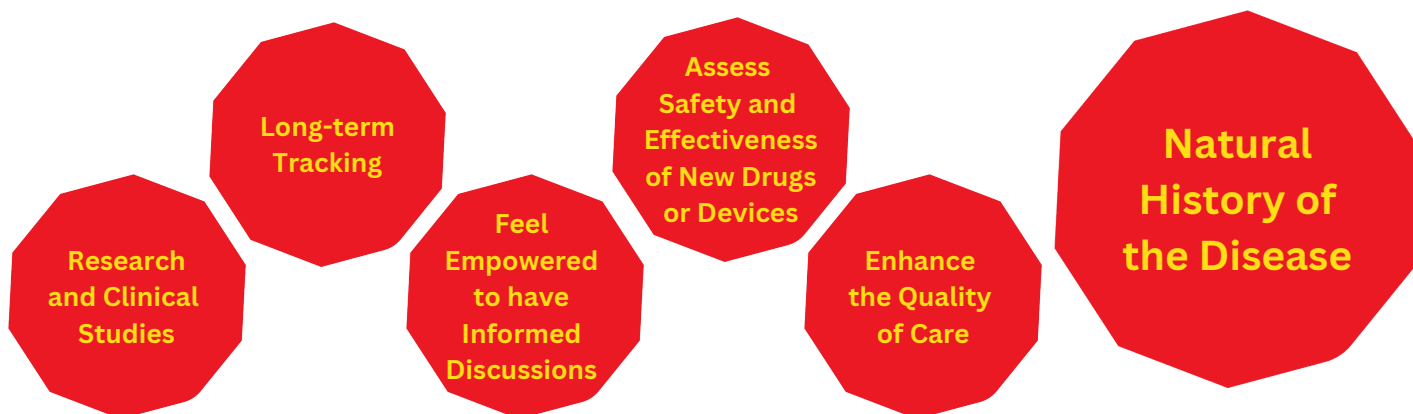 Research
and Clinical
Studies
Long-term
Tracking
Feel
Empowered
to have
Informed
Discussions
Assess
Safety and
Effectiveness
of New Drugs
or Devices
Enhance
the Quality
of Care
Natural
History of
the Disease